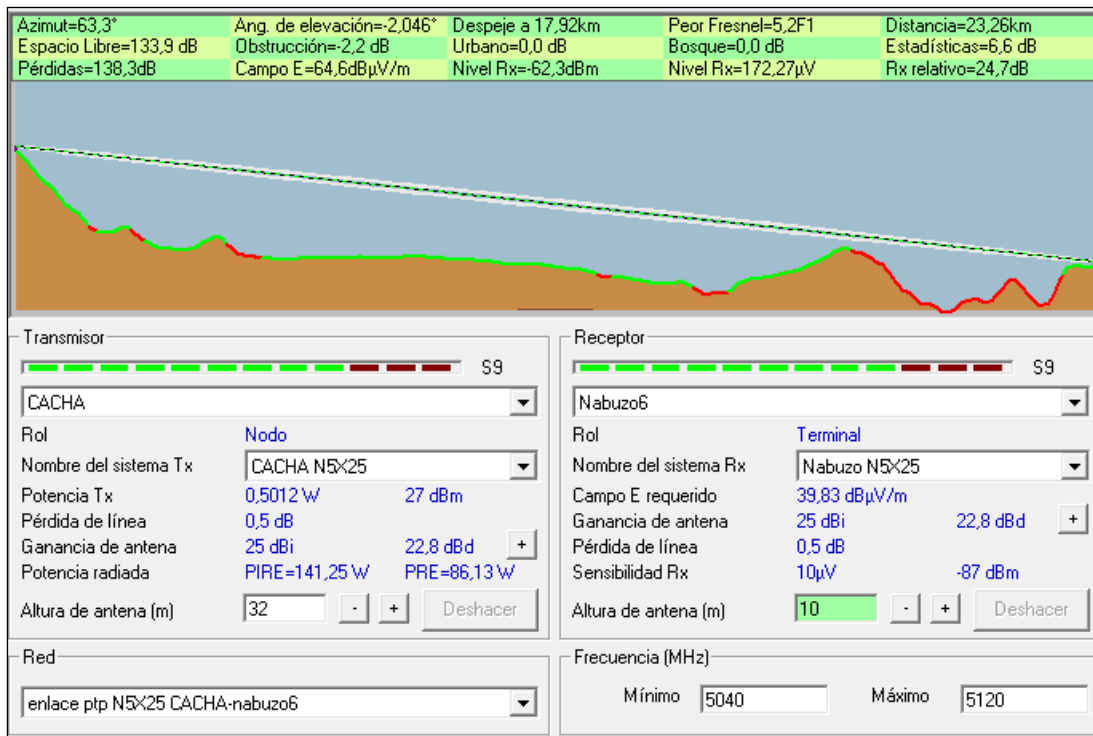 Azimut=63,3° Ang. de elevación=-2,046° Despeje a 17,92km Peor Fresnel=5,2F1 Distancia=23,26km
Espacio Libre=133,9 dB Obstrucción=-2,2 dB Urbano=0,0 dB Bosque=0,0 dB Estadísticas=6,6 dB
Pérdidas=138,3dB Campo E=64,6dBµV/m Nivel Rx=-62,3dBm Nivel Rx=172,27µV Rx relativo=24,7dB
Transmisor
S9
CACHA
Rol Nodo
Nombre del sistema Tx CACHA N5X25
Potencia Tx 0,5012 W 27 dBm
Pérdida de línea 0,5 dB
Ganancia de antena 25 dBi 22,8 dBd +
Potencia radiada PIRE=141,25 W PRE=86,13 W
Altura de antena (m) 32 - + Deshacer
Receptor
S9
Nabuzo6
Rol Terminal
Nombre del sistema Rx Nabuzo N5X25
Campo E requerido 39,83 dBµV/m
Ganancia de antena 25 dBi 22,8 dBd +
Pérdida de línea 0,5 dB
Sensibilidad Rx 10µV -87 dBm
Altura de antena (m) 10 - + Deshacer
Red
enlace ptp N5X25 CACHA-nabuzo6
Frecuencia (MHz)
Mínimo 5040 Máximo 5120